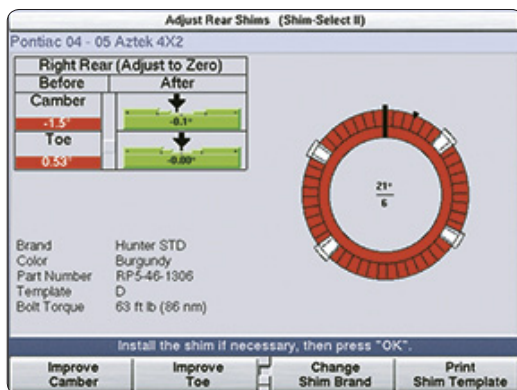 Adjust Rear Shims (Shim-Select II)
Pontiac 04 - 05 Aztek 4X2
Right Rear (Adjust to Zero)
Before After
Camber
-1.5° -0.1°
Toe
0.53° -0.00°
21°
6
Brand Hunter STD
Color Burgundy
Part Number RP5-46-1306
Template D
Bolt Torque 63 ft lb (86 nm)
Install the shim if necessary, then press "OK".
Improve Camber
Improve Toe
Change Shim Brand
Print Shim Template